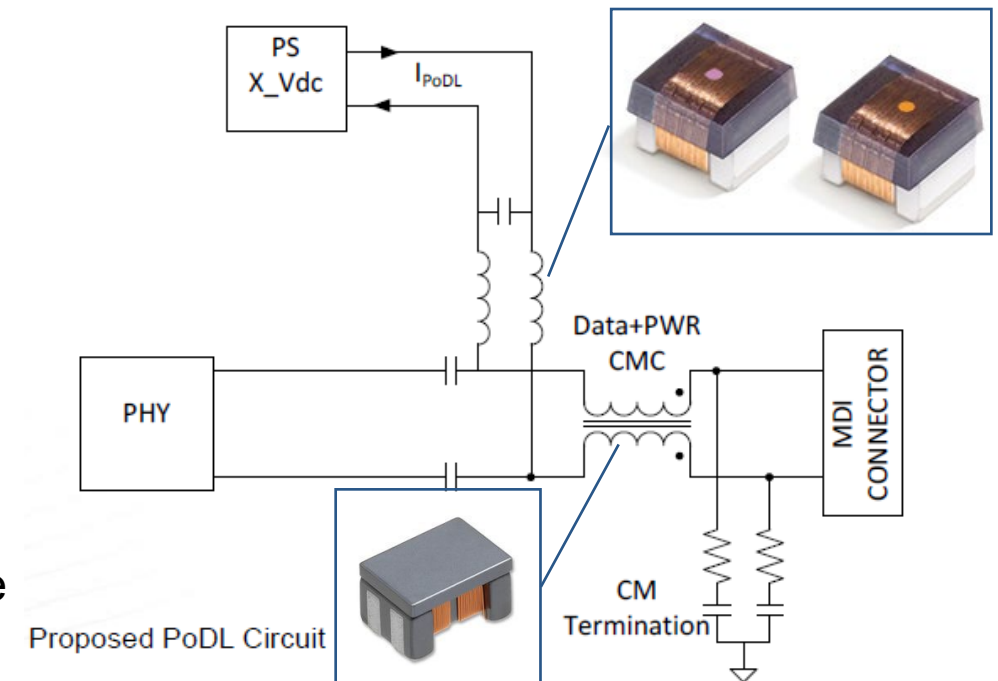 PS
X_Vdc
IPoDL
Data+PWR
CMC
PHY
MDI
CONNECTOR
CM
Termination
e
Proposed PoDL Circuit